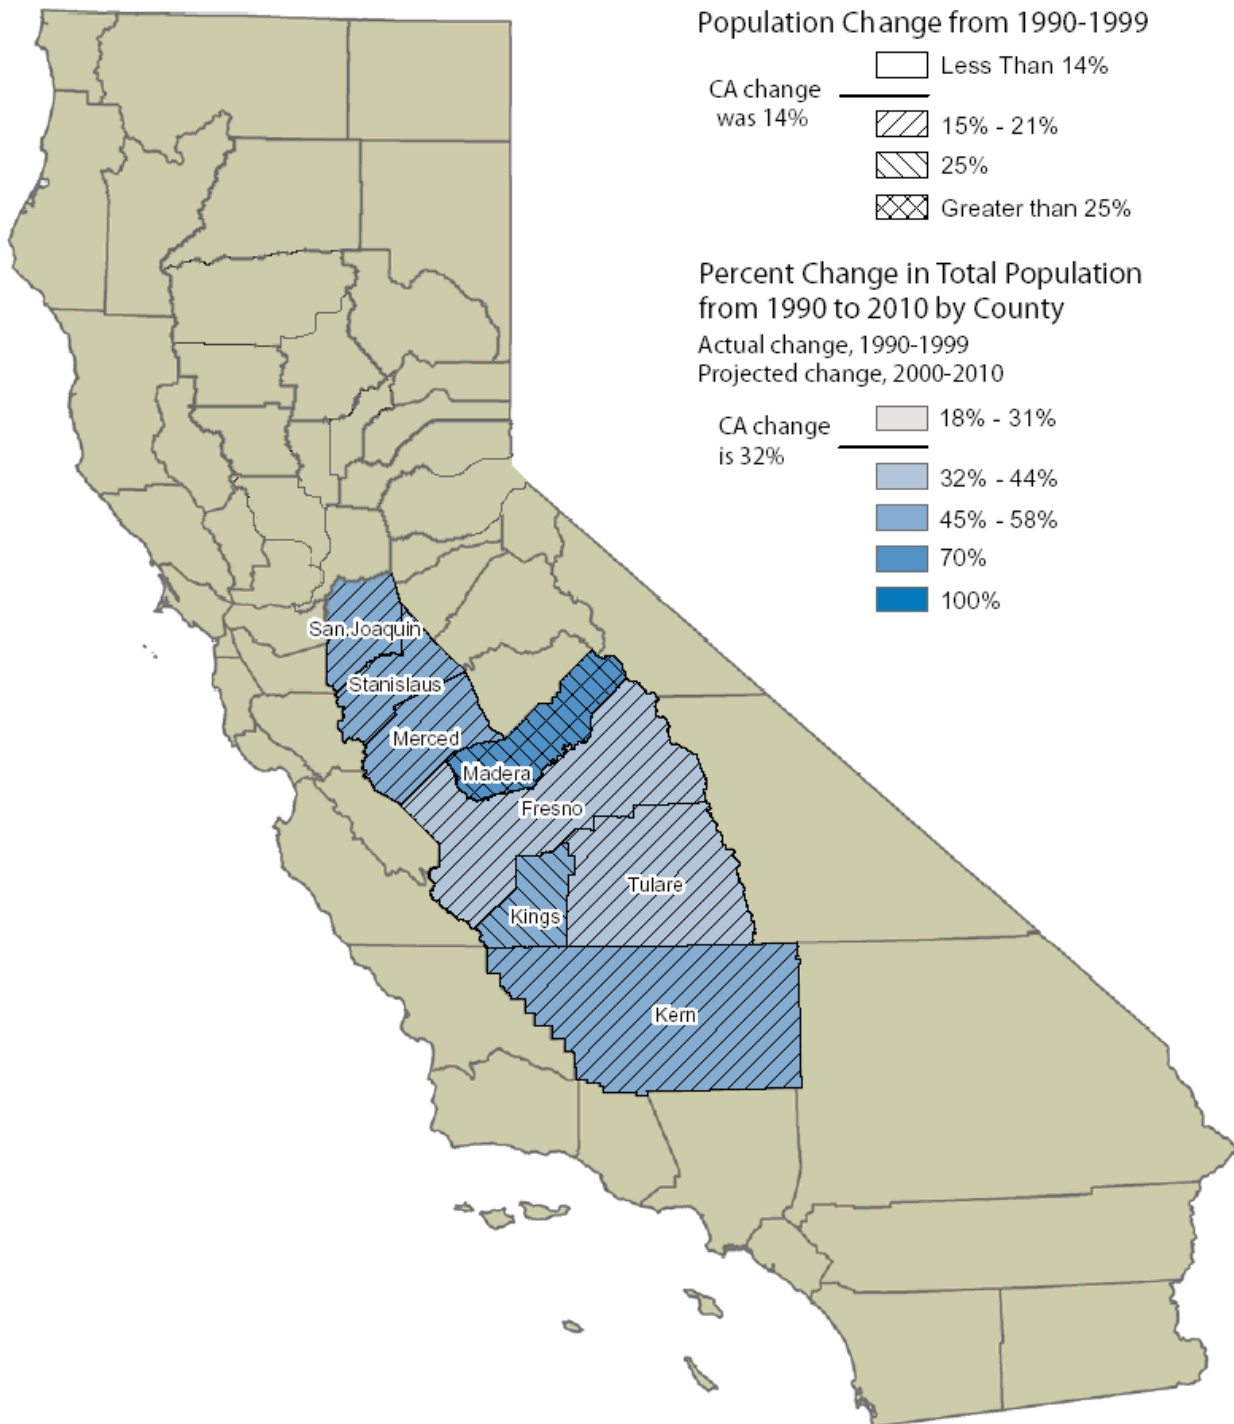 Population Change from 1990-1999
Less Than 14%
CA change
was 14%
15% - 21%
25%
Greater than 25%
Percent Change in Total Population
from 1990 to 2010 by County
Actual change, 1990-1999
Projected change, 2000-2010
18% - 31%
CA change
is 32%
32% - 44%
45% - 58%
70%
100%
San Joaquin
Stanislaus
Merced
Madera
Fresno
Tulare
Kings
Kern